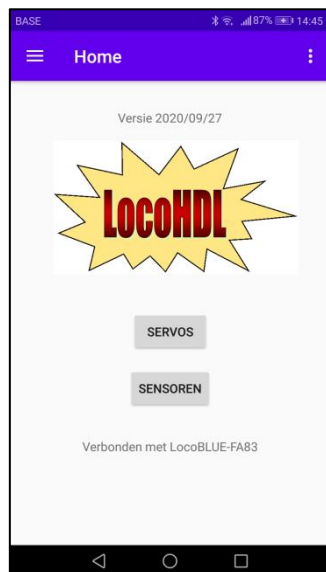 BASE 87% 14:45
Home
Versie 2020/09/27
LocoHDL
SERVOS
SENSOREN
Verbonden met LocoBLUE-FA83